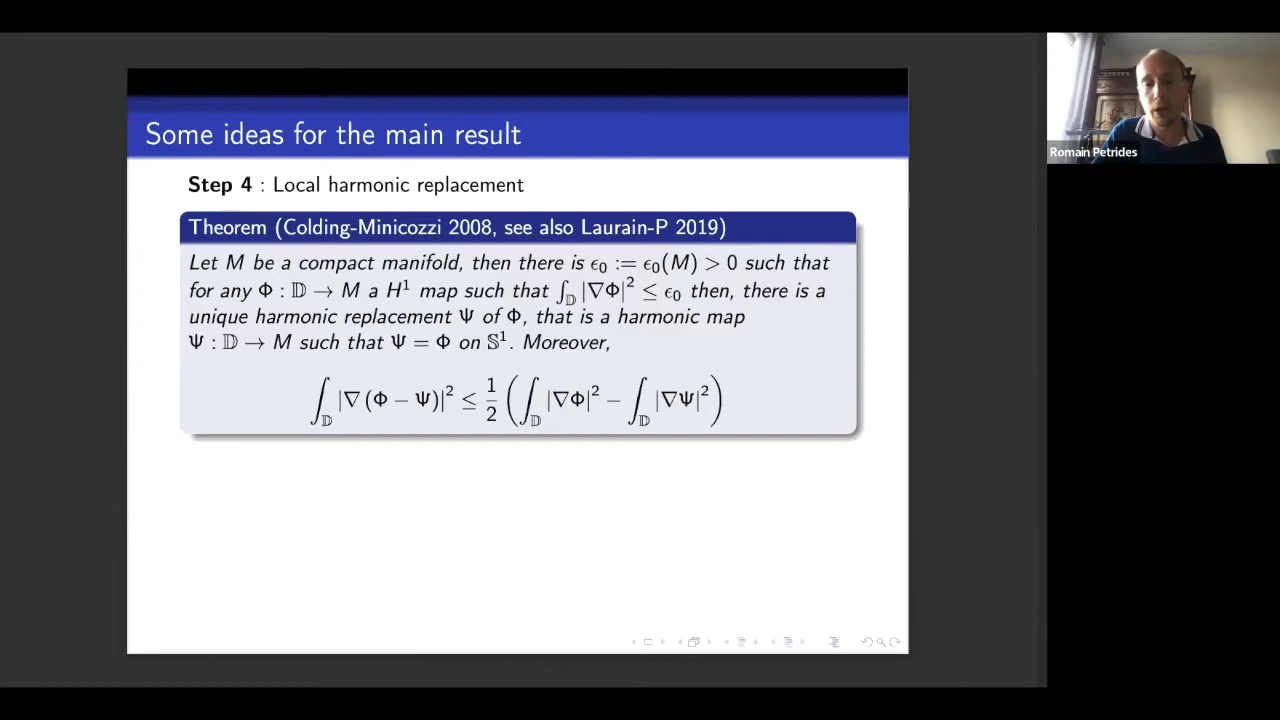 Some ideas for the main result
Step 4 : Local harmonic replacement
Theorem (Colding-Minicozzi 2008, see also Laurain-P 2019)
Let M be a compact manifold, then there is ϵ₀ := ϵ₀(M) > 0 such that
for any Φ : 𝔻 → M a H¹ map such that ∫_𝔻 |∇Φ|² ≤ ϵ₀ then, there is a
unique harmonic replacement Ψ of Φ, that is a harmonic map
Ψ : 𝔻 → M such that Ψ = Φ on 𝕊¹. Moreover,
∫_𝔻 |∇ (Φ − Ψ)|² ≤ 1/2 (∫_𝔻 |∇Φ|² − ∫_𝔻 |∇Ψ|²)
Romain Petrides